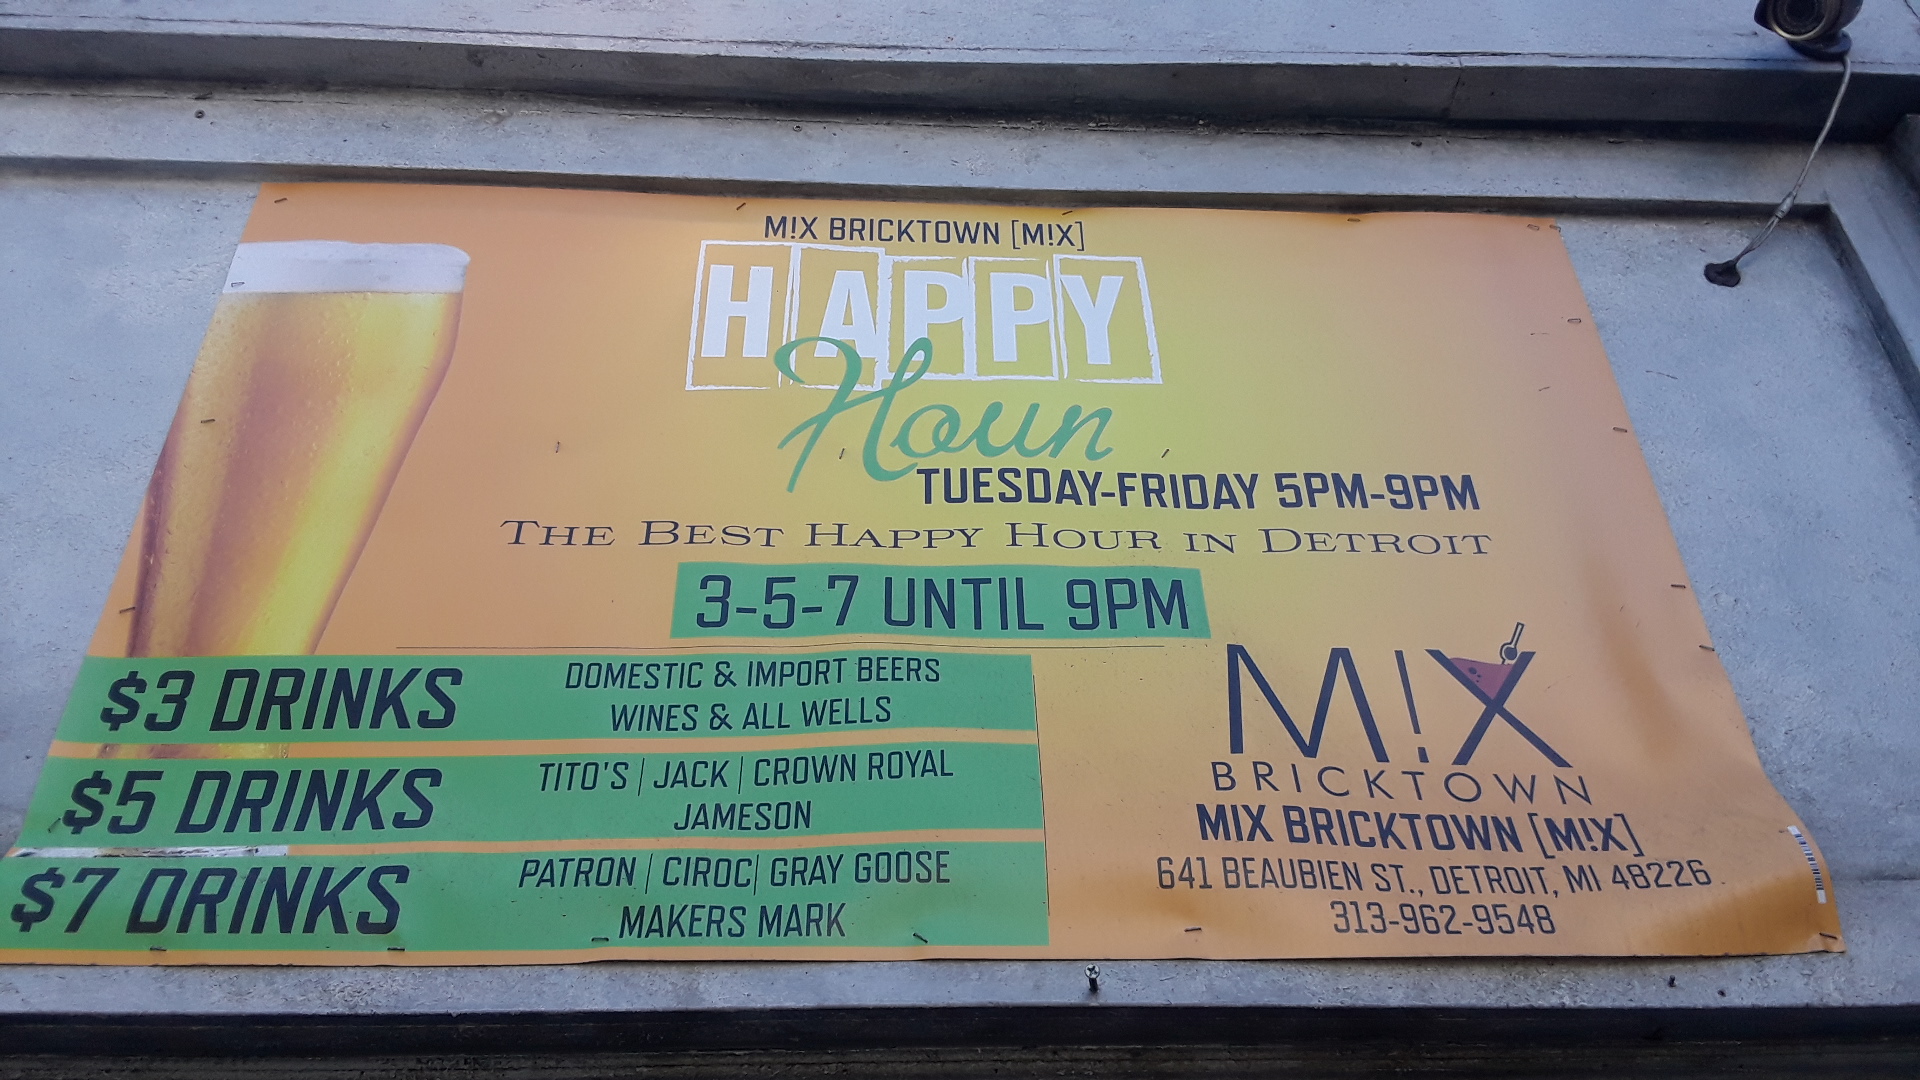 M!X BRICKTOWN [M!X]
HAPPY
Hour
TUESDAY-FRIDAY 5PM-9PM
THE BEST HAPPY HOUR IN DETROIT
3-5-7 UNTIL 9PM
$3 DRINKS
DOMESTIC & IMPORT BEERS
WINES & ALL WELLS
$5 DRINKS
TITO'S | JACK | CROWN ROYAL
JAMESON
$7 DRINKS
PATRON | CIROC| GRAY GOOSE
MAKERS MARK
M!X
BRICKTOWN
MIX BRICKTOWN [M!X]
641 BEAUBIEN ST., DETROIT, MI 48226
313-962-9548